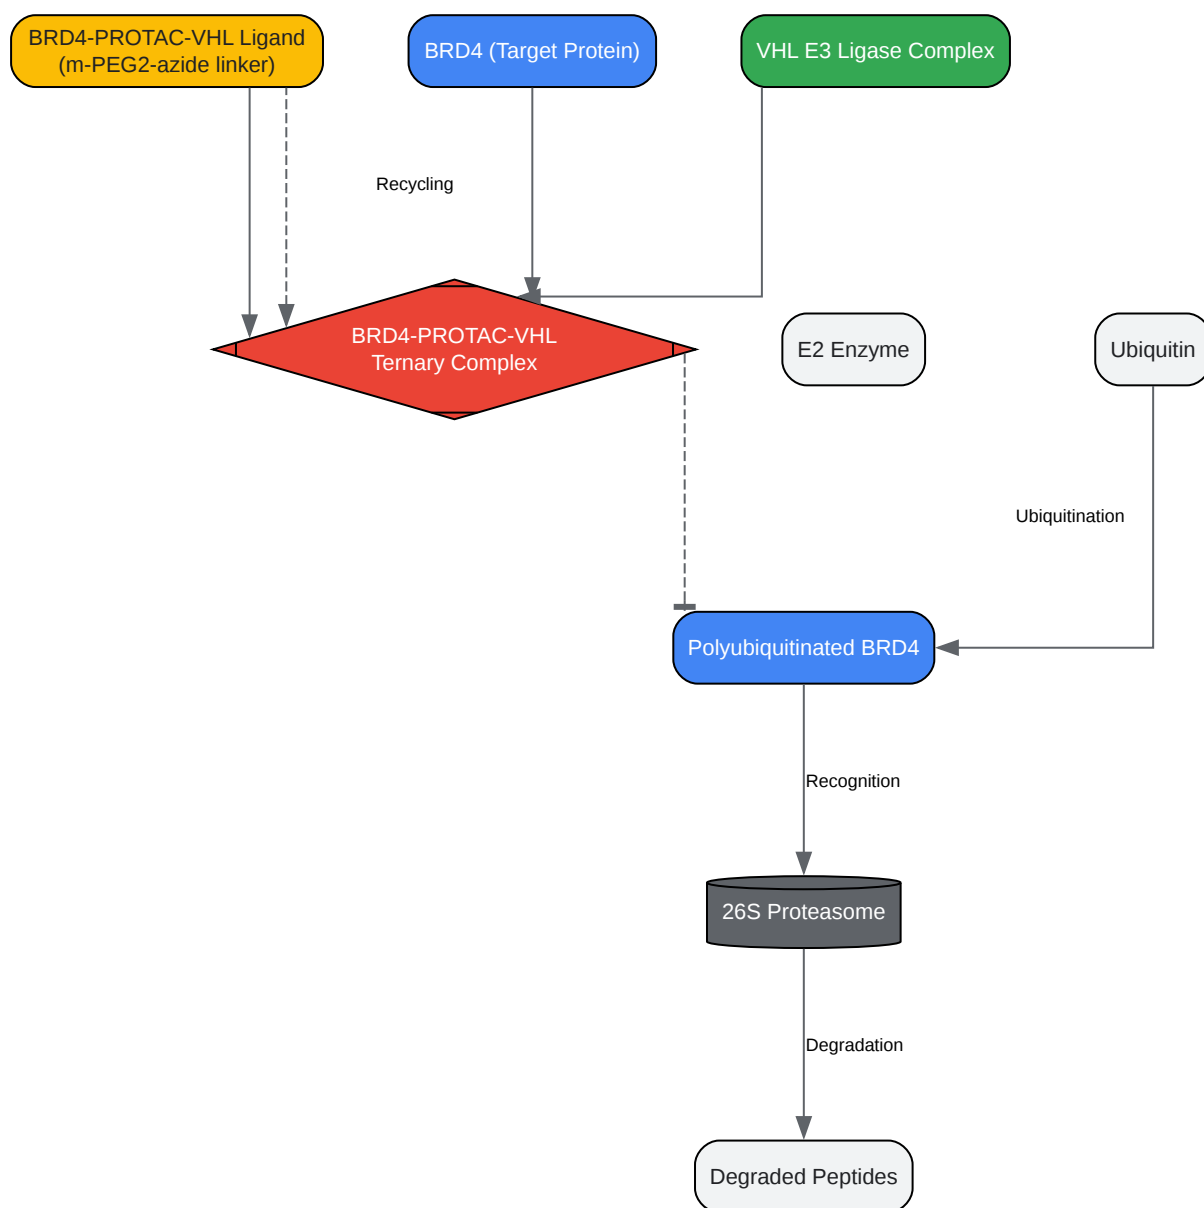 BRD4-PROTAC-VHL Ligand
(m-PEG2-azide linker)
BRD4 (Target Protein)
VHL E3 Ligase Complex
Recycling
BRD4-PROTAC-VHL
Ternary Complex
E2 Enzyme
Ubiquitin
Ubiquitination
Polyubiquitinated BRD4
Recognition
26S Proteasome
Degradation
Degraded Peptides